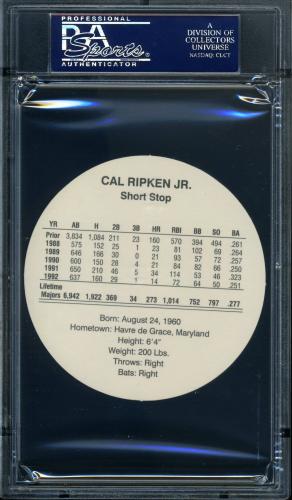 PROFESSIONAL
PSA
Sports
AUTHENTICATOR
A
DIVISION OF
COLLECTORS
UNIVERSE
NASDAQ: CLCT
CAL RIPKEN JR.
Short Stop
YR AB H 2B 3B HR RBI BB SO BA
Prior 3,834 1,084 211 23 160 570 394 494 .261
1988 575 152 25 1 23 81 102 69 .264
1989 646 166 30 0 21 93 57 72 .257
1990 600 150 28 4 21 84 82 66 .250
1991 650 210 46 5 34 114 53 46 .323
1992 637 160 29 1 14 72 64 50 .251
Lifetime
Majors 6,942 1,922 369 34 273 1,014 752 797 .277
Born: August 24, 1960
Hometown: Havre de Grace, Maryland
Height: 6'4"
Weight: 200 Lbs.
Throws: Right
Bats: Right